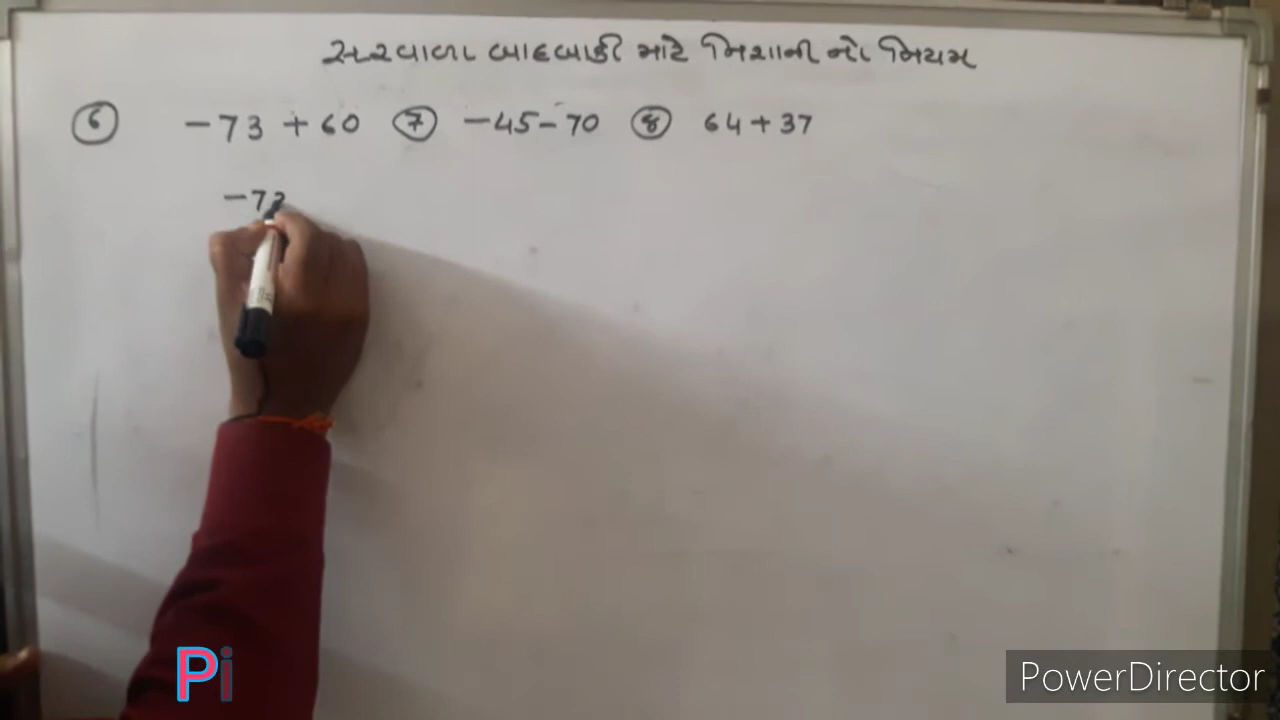 સરવાળા બાદબાકી માટે નિશાની નો નિયમ
⑥ -73 + 60 ⑦ -45 - 70 ⑧ 64 + 37
-73
Pi
PowerDirector